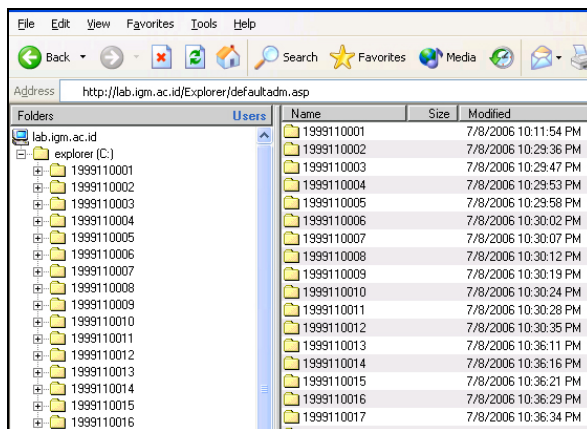 File Edit View Favorites Tools Help
Back Search Favorites Media
Address http://lab.igm.ac.id/Explorer/defaultadm.asp
Folders Users
lab.igm.ac.id
explorer (C:)
1999110001
1999110002
1999110003
1999110004
1999110005
1999110006
1999110007
1999110008
1999110009
1999110010
1999110011
1999110012
1999110013
1999110014
1999110015
1999110016
Name Size Modified
1999110001 7/8/2006 10:11:54 PM
1999110002 7/8/2006 10:29:36 PM
1999110003 7/8/2006 10:29:47 PM
1999110004 7/8/2006 10:29:53 PM
1999110005 7/8/2006 10:29:58 PM
1999110006 7/8/2006 10:30:02 PM
1999110007 7/8/2006 10:30:07 PM
1999110008 7/8/2006 10:30:12 PM
1999110009 7/8/2006 10:30:19 PM
1999110010 7/8/2006 10:30:24 PM
1999110011 7/8/2006 10:30:28 PM
1999110012 7/8/2006 10:30:35 PM
1999110013 7/8/2006 10:36:11 PM
1999110014 7/8/2006 10:36:16 PM
1999110015 7/8/2006 10:36:21 PM
1999110016 7/8/2006 10:36:29 PM
1999110017 7/8/2006 10:36:34 PM